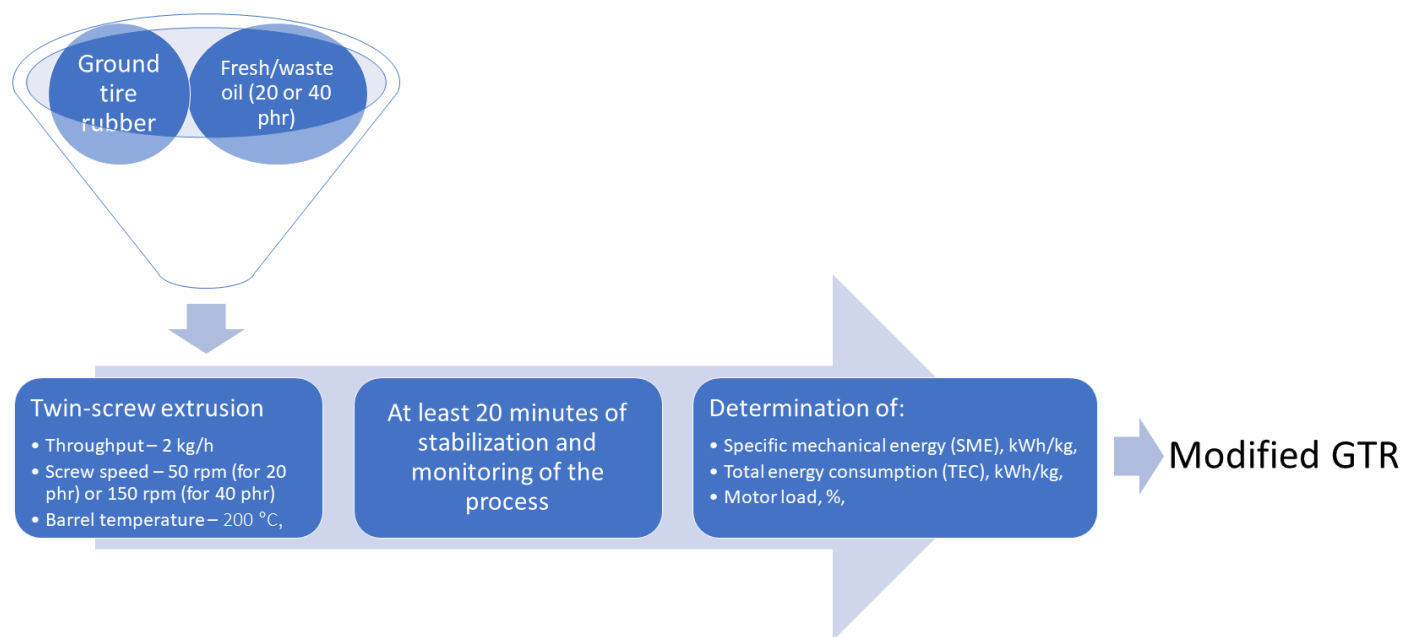 Ground
tire
rubber
Fresh/waste
oil (20 or 40
phr)
Twin-screw extrusion
• Throughput – 2 kg/h
• Screw speed – 50 rpm (for 20
phr) or 150 rpm (for 40 phr)
• Barrel temperature – 200 °C,
At least 20 minutes of
stabilization and
monitoring of the
process
Determination of:
• Specific mechanical energy (SME), kWh/kg,
• Total energy consumption (TEC), kWh/kg,
• Motor load, %,
Modified GTR